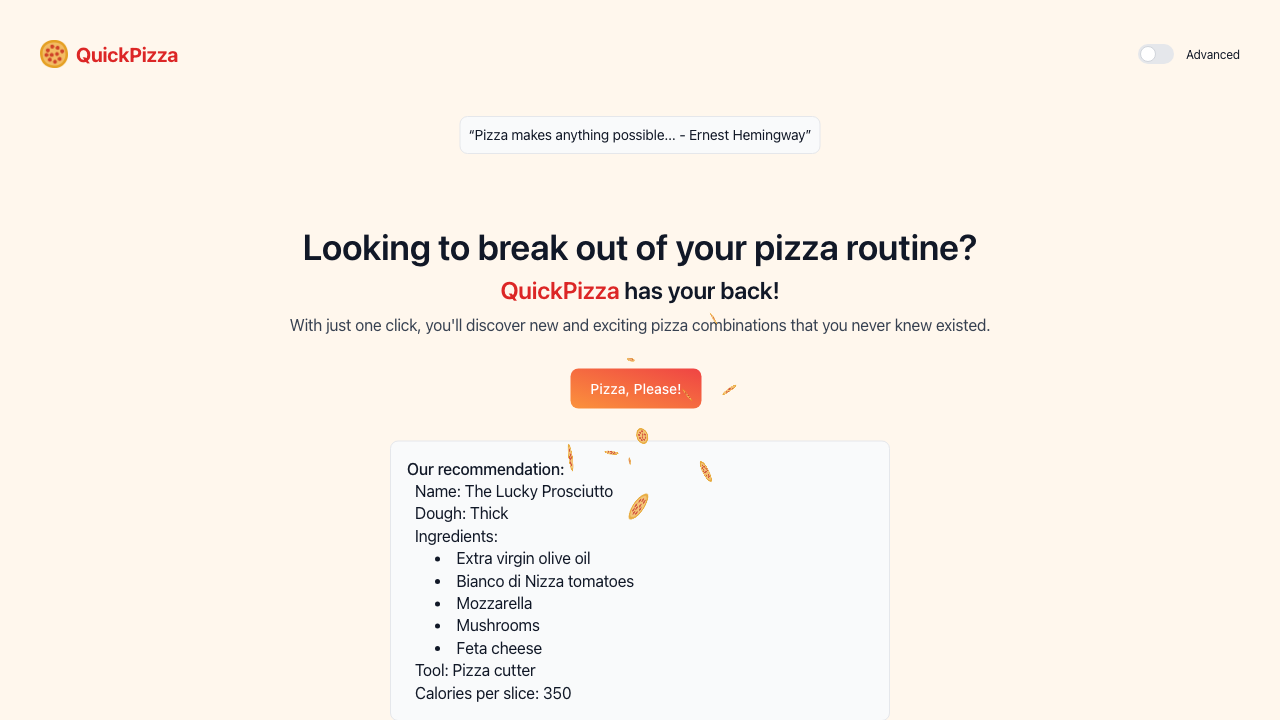 QuickPizza
Advanced
“Pizza makes anything possible... - Ernest Hemingway”
Looking to break out of your pizza routine?
QuickPizza has your back!
With just one click, you'll discover new and exciting pizza combinations that you never knew existed.
Pizza, Please!
Our recommendation:
Name: The Lucky Prosciutto
Dough: Thick
Ingredients:
• Extra virgin olive oil
• Bianco di Nizza tomatoes
• Mozzarella
• Mushrooms
• Feta cheese
Tool: Pizza cutter
Calories per slice: 350